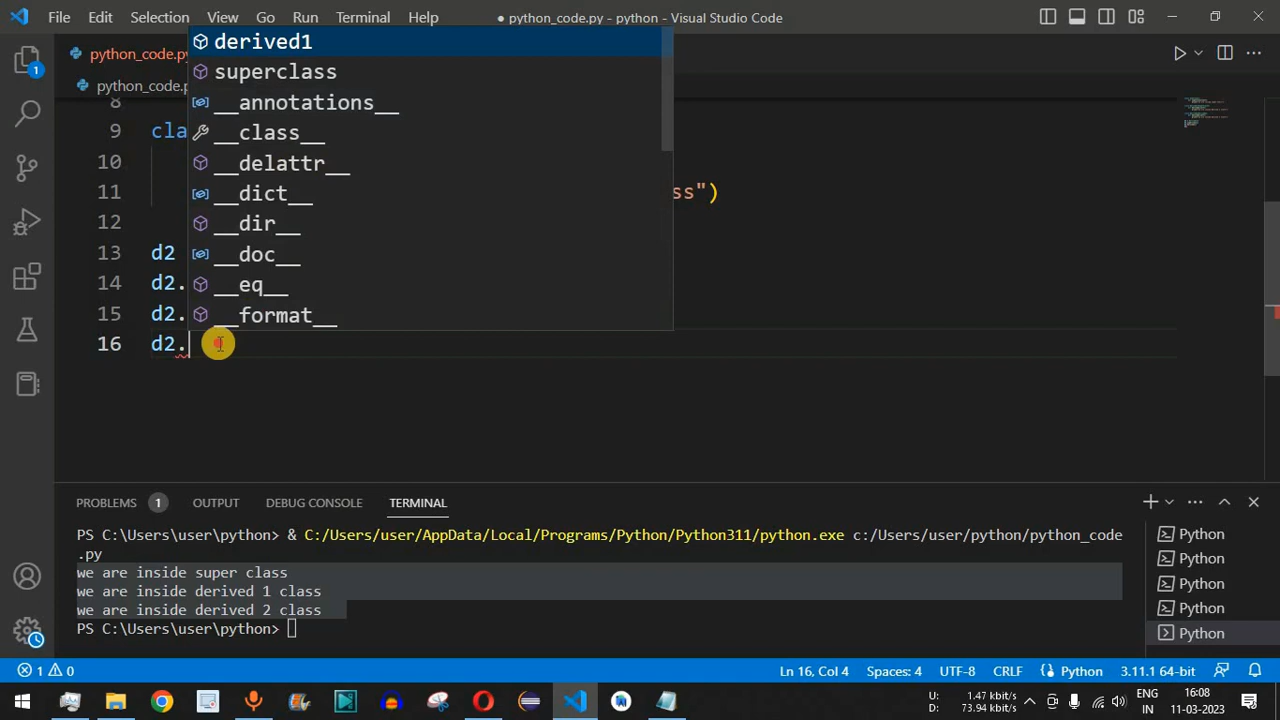 File Edit Selection View Go Run Terminal Help
● python_code.py - python - Visual Studio Code
python_code.py
python_code.p
derived1
superclass
__annotations__
__class__
__delattr__
__dict__
__dir__
__doc__
__eq__
__format__
8
9 cla
10
11 ss")
12
13 d2
14 d2.
15 d2.
16 d2.
PROBLEMS 1 OUTPUT DEBUG CONSOLE TERMINAL
PS C:\Users\user\python> & C:/Users/user/AppData/Local/Programs/Python/Python311/python.exe c:/Users/user/python/python_code
.py
we are inside super class
we are inside derived 1 class
we are inside derived 2 class
PS C:\Users\user\python>
Python
Python
Python
Python
Python
1
1 0 Ln 16, Col 4 Spaces: 4 UTF-8 CRLF Python 3.11.1 64-bit
U: 1.47 kbit/s
D: 73.94 kbit/s
ENG
IN
16:08
11-03-2023
3